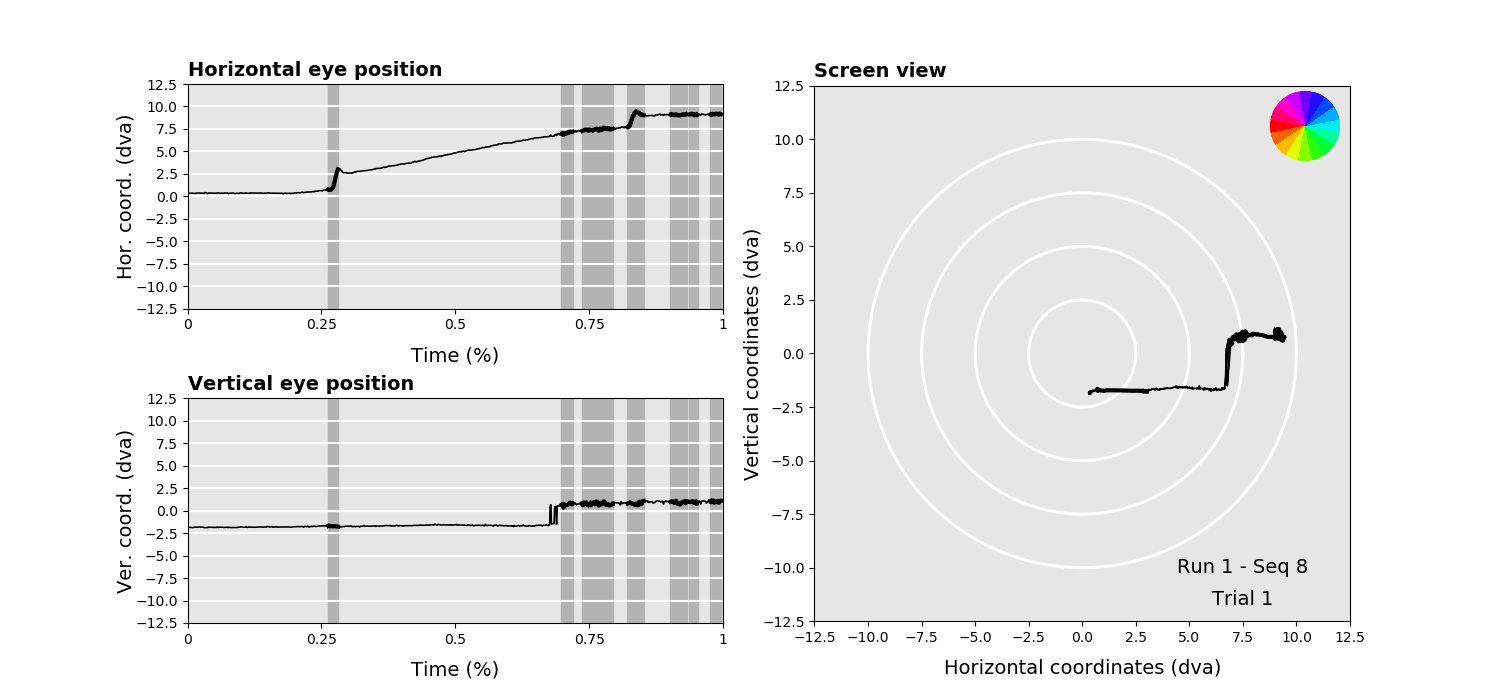 Horizontal eye position
12.5
10.0
7.5
5.0
2.5
0.0
−2.5
−5.0
−7.5
−10.0
−12.5
Hor. coord. (dva)
0 0.25 0.5 0.75 1
Time (%)
Vertical eye position
12.5
10.0
7.5
5.0
2.5
0.0
−2.5
−5.0
−7.5
−10.0
−12.5
Ver. coord. (dva)
0 0.25 0.5 0.75 1
Time (%)
Screen view
12.5
10.0
7.5
5.0
2.5
0.0
−2.5
−5.0
−7.5
−10.0
−12.5
Vertical coordinates (dva)
Run 1 - Seq 8
Trial 1
−12.5 −10.0 −7.5 −5.0 −2.5 0.0 2.5 5.0 7.5 10.0 12.5
Horizontal coordinates (dva)